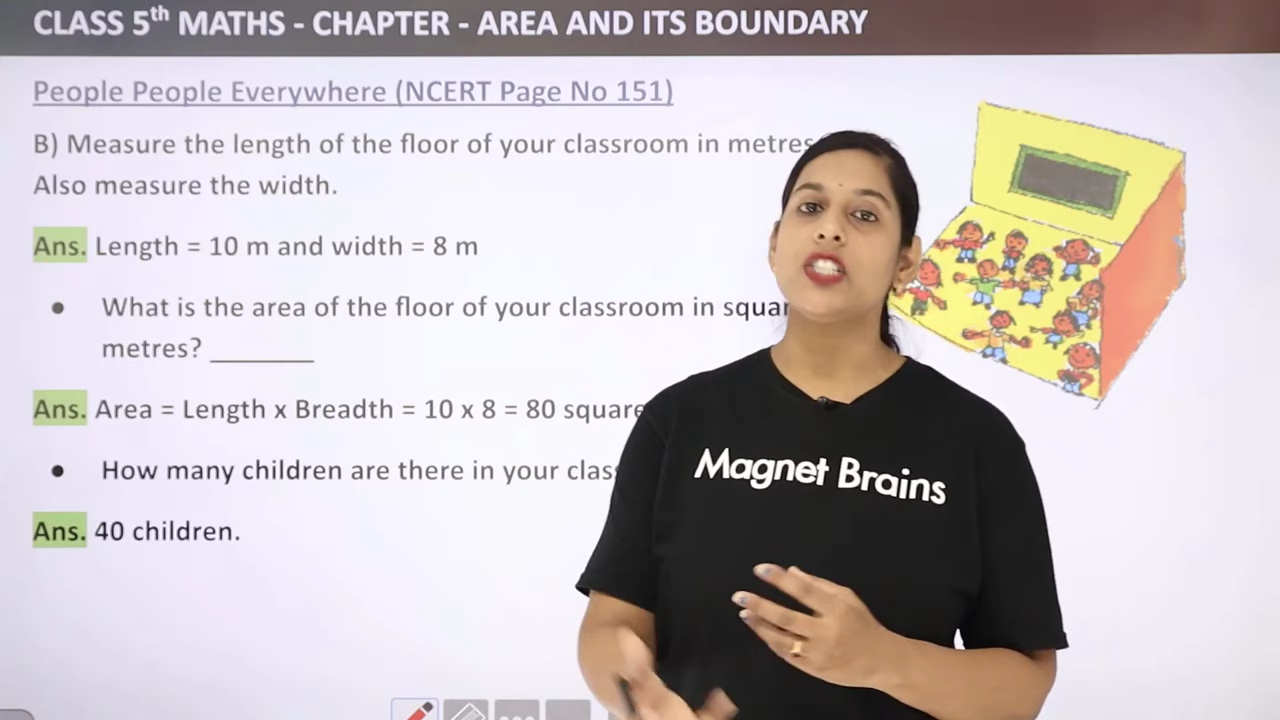 CLASS 5th MATHS - CHAPTER - AREA AND ITS BOUNDARY
People People Everywhere (NCERT Page No 151)
B) Measure the length of the floor of your classroom in metres
Also measure the width.
Ans. Length = 10 m and width = 8 m
● What is the area of the floor of your classroom in squar
metres? _______
Ans. Area = Length x Breadth = 10 x 8 = 80 square
● How many children are there in your clas
Ans. 40 children.
Magnet Brains